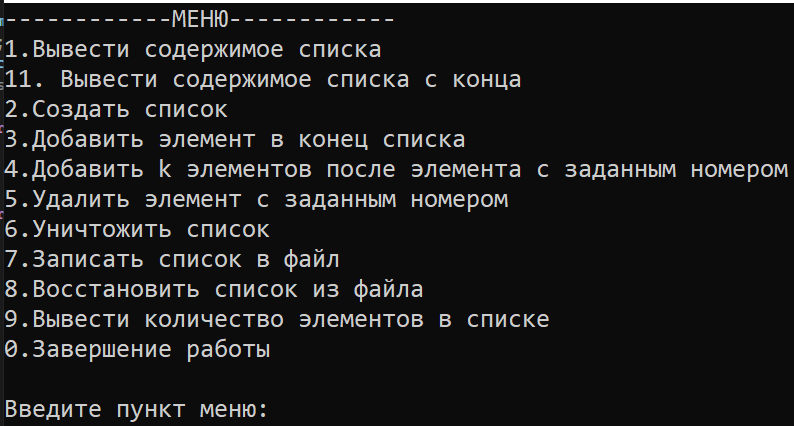 ------------МЕНЮ------------
1.Вывести содержимое списка
11. Вывести содержимое списка с конца
2.Создать список
3.Добавить элемент в конец списка
4.Добавить k элементов после элемента с заданным номером
5.Удалить элемент с заданным номером
6.Уничтожить список
7.Записать список в файл
8.Восстановить список из файла
9.Вывести количество элементов в списке
0.Завершение работы
Введите пункт меню: